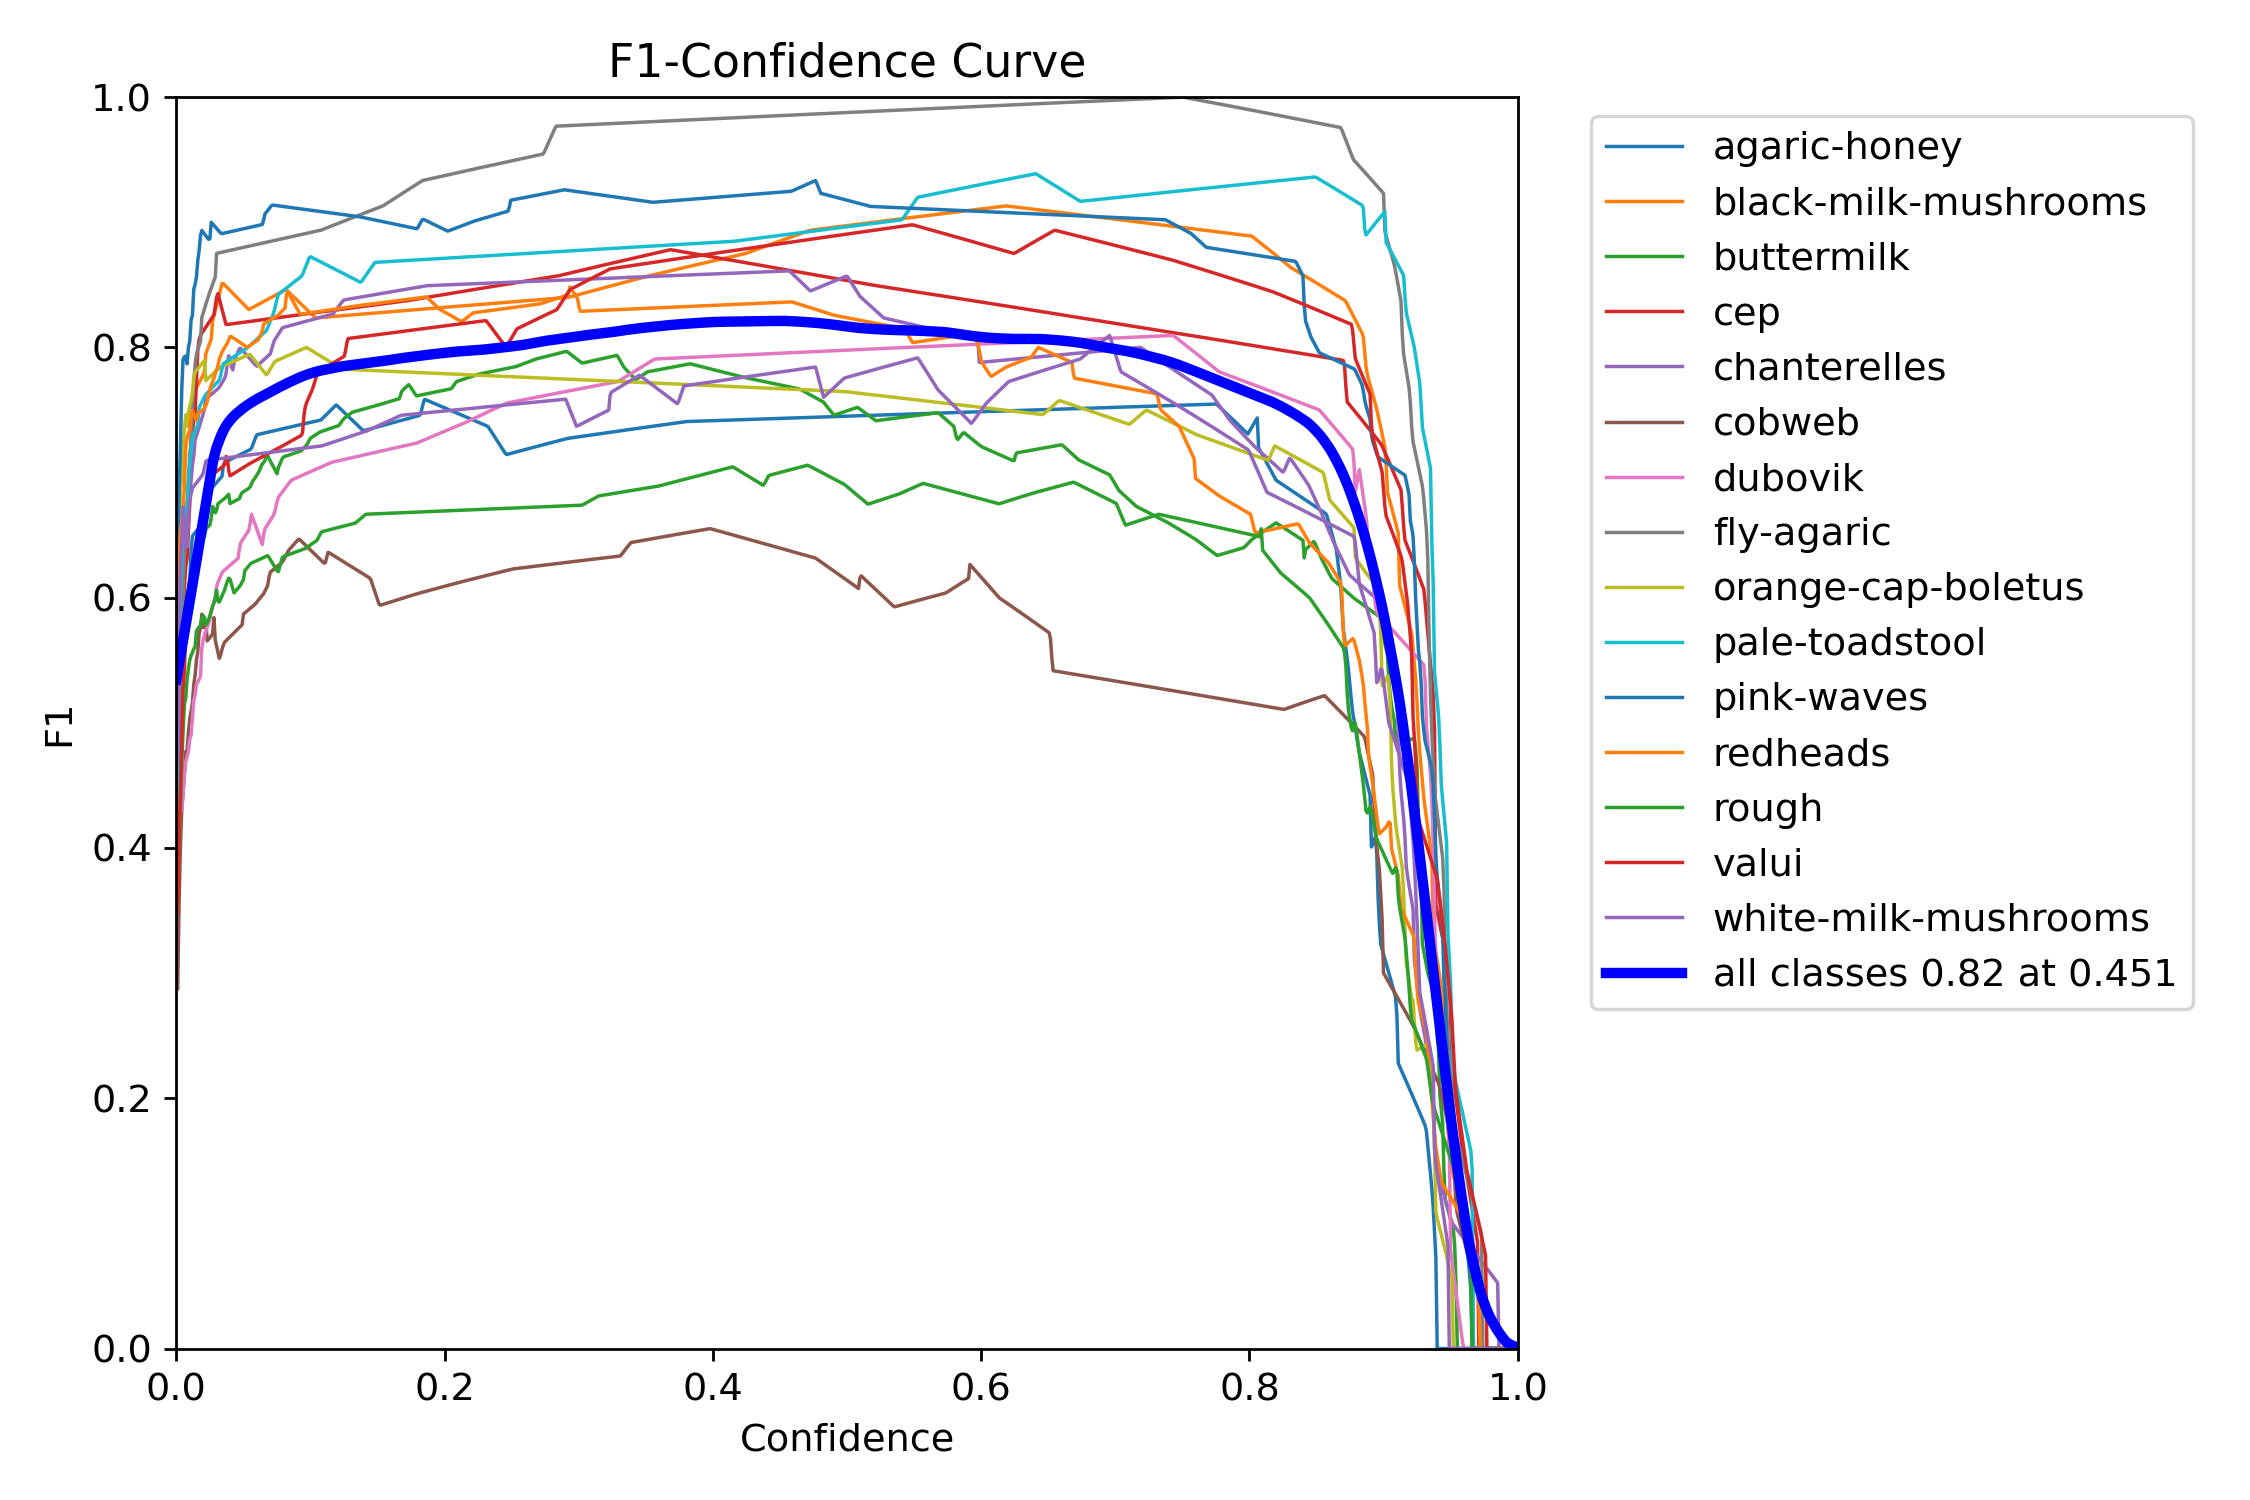 F1-Confidence Curve
1.0
0.8
0.6
0.4
0.2
0.0
F1
0.0 0.2 0.4 0.6 0.8 1.0
Confidence
agaric-honey
black-milk-mushrooms
buttermilk
cep
chanterelles
cobweb
dubovik
fly-agaric
orange-cap-boletus
pale-toadstool
pink-waves
redheads
rough
valui
white-milk-mushrooms
all classes 0.82 at 0.451